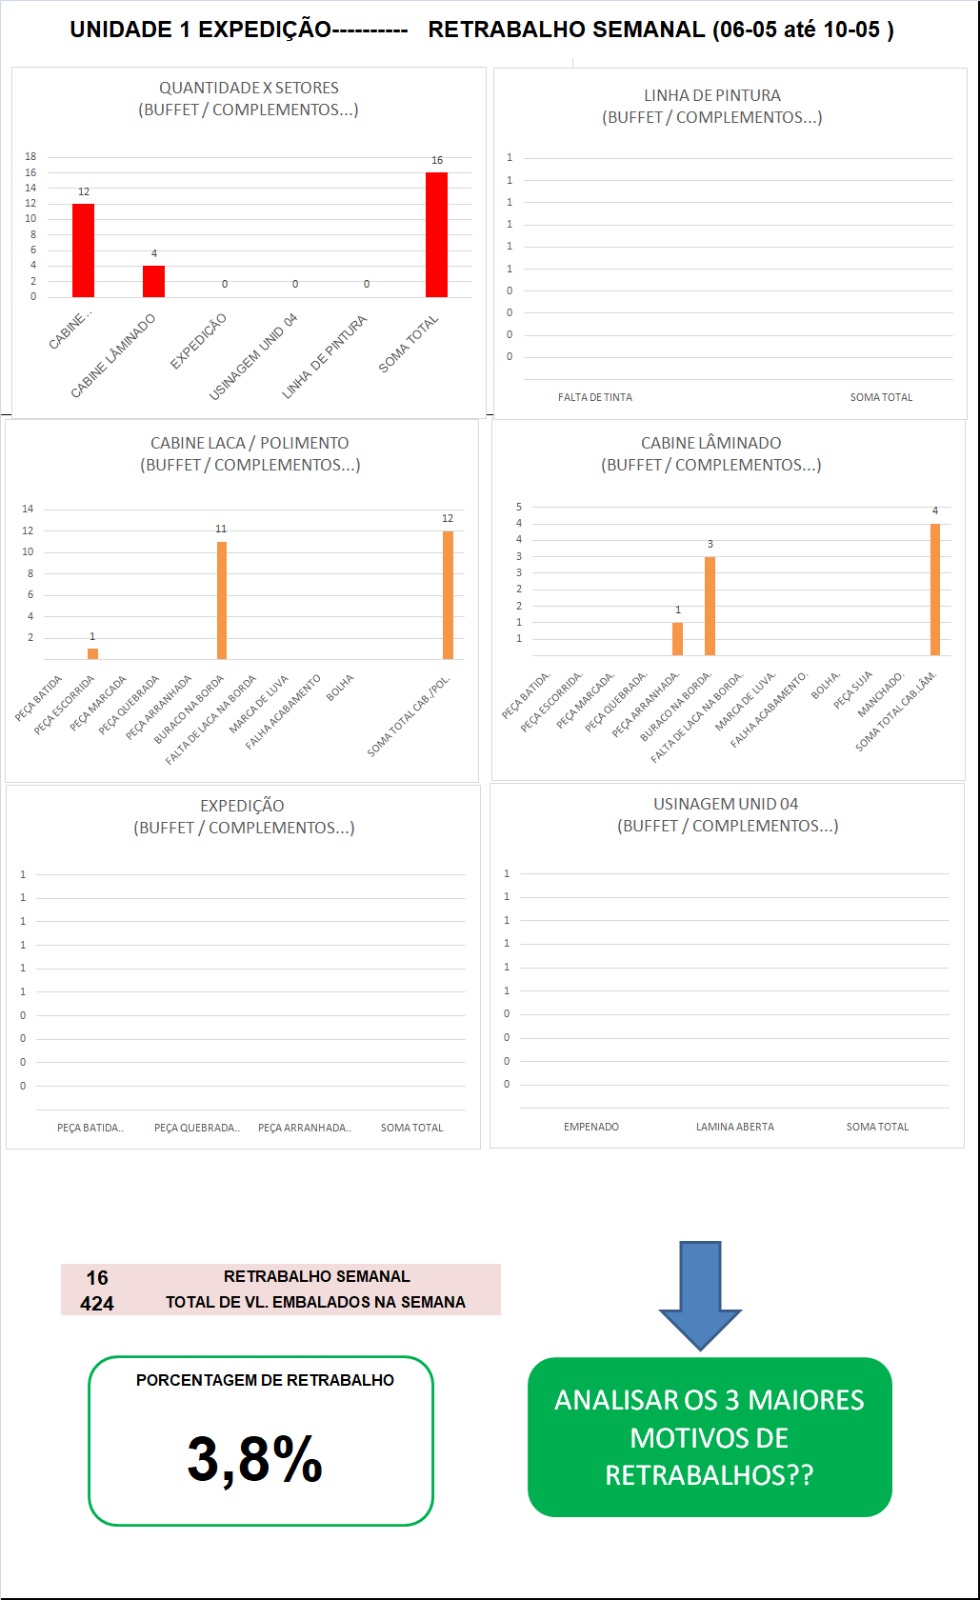 UNIDADE 1 EXPEDIÇÃO---------- RETRABALHO SEMANAL (06-05 até 10-05 )
QUANTIDADE X SETORES
(BUFFET / COMPLEMENTOS...)
18
16
14
12
10
8
6
4
2
0
12
4
0
0
0
16
CABINE ..
CABINE LÂMINADO
EXPEDIÇÃO
USINAGEM UNID 04
LINHA DE PINTURA
SOMA TOTAL
LINHA DE PINTURA
(BUFFET / COMPLEMENTOS...)
1
1
1
1
1
1
0
0
0
0
FALTA DE TINTA
SOMA TOTAL
CABINE LACA / POLIMENTO
(BUFFET / COMPLEMENTOS...)
14
12
10
8
6
4
2
1
11
12
PEÇA BATIDA
PEÇA ESCORRIDA
PEÇA MARCADA
PEÇA QUEBRADA
PEÇA ARRANHADA
BURACO NA BORDA
FALTA DE LACA NA BORDA
MARCA DE LUVA
FALHA ACABAMENTO
BOLHA
SOMA TOTAL CAB./POL.
CABINE LÂMINADO
(BUFFET / COMPLEMENTOS...)
5
4
4
3
3
2
2
1
1
1
3
4
PEÇA BATIDA.
PEÇA ESCORRIDA.
PEÇA MARCADA.
PEÇA QUEBRADA.
PEÇA ARRANHADA.
BURACO NA BORDA.
FALTA DE LACA NA BORDA.
MARCA DE LUVA.
FALHA ACABAMENTO.
BOLHA.
PEÇA SUJA
MANCHADO.
SOMA TOTAL CAB.LÂM.
EXPEDIÇÃO
(BUFFET / COMPLEMENTOS...)
1
1
1
1
1
1
0
0
0
0
PEÇA BATIDA..
PEÇA QUEBRADA..
PEÇA ARRANHADA..
SOMA TOTAL
USINAGEM UNID 04
(BUFFET / COMPLEMENTOS...)
1
1
1
1
1
1
0
0
0
0
EMPENADO
LAMINA ABERTA
SOMA TOTAL
16 RETRABALHO SEMANAL
424 TOTAL DE VL. EMBALADOS NA SEMANA
PORCENTAGEM DE RETRABALHO
3,8%
ANALISAR OS 3 MAIORES
MOTIVOS DE
RETRABALHOS??